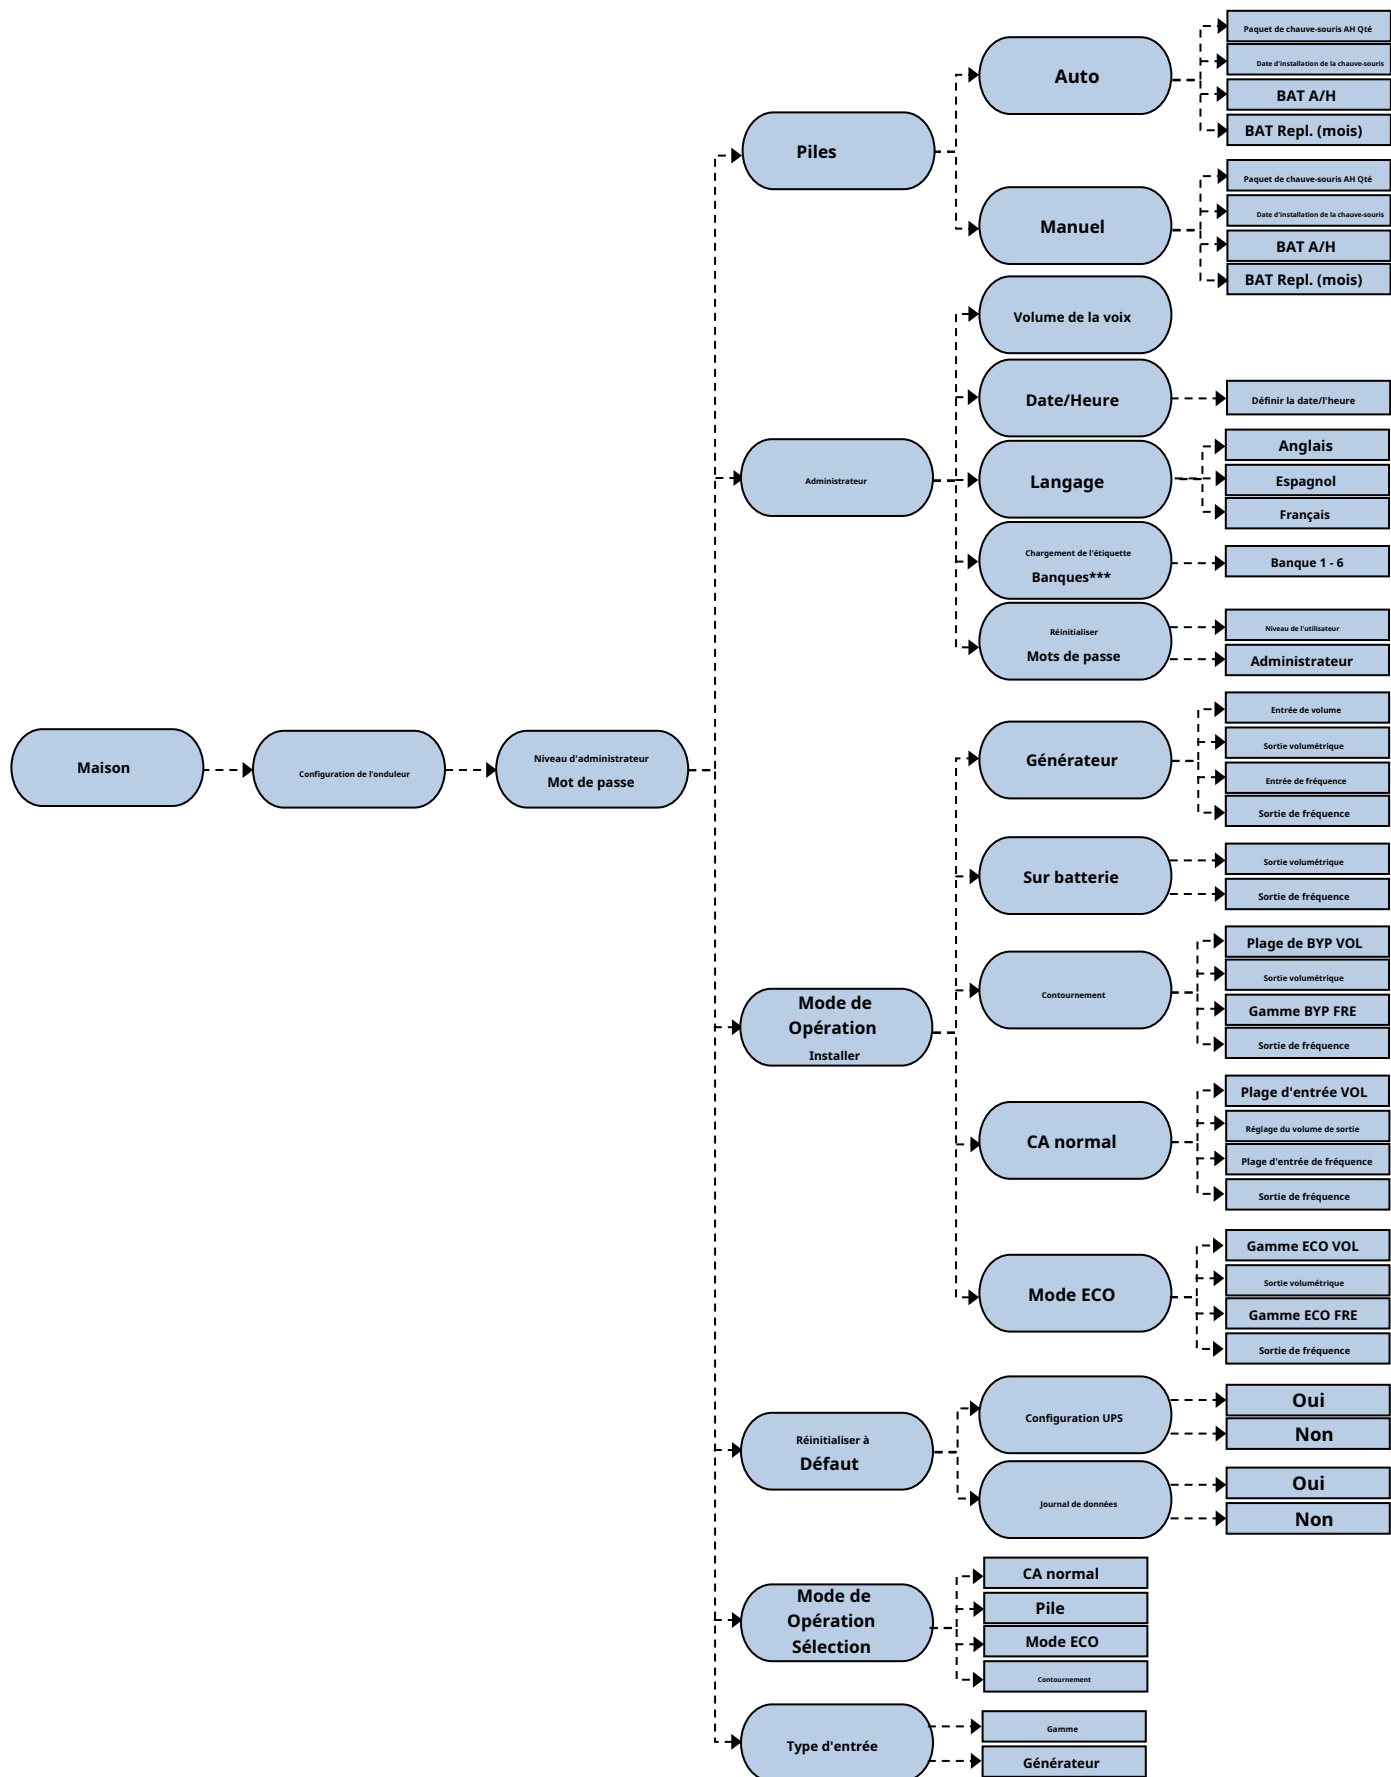 Maison
Configuration de l'onduleur
Niveau d'administrateur
Mot de passe
Piles
Auto
Paquet de chauve-souris AH Qté
Date d'installation de la chauve-souris
BAT A/H
BAT Repl. (mois)
Manuel
Paquet de chauve-souris AH Qté
Date d'installation de la chauve-souris
BAT A/H
BAT Repl. (mois)
Administrateur
Volume de la voix
Date/Heure
Définir la date/l'heure
Langage
Anglais
Espagnol
Français
Chargement de l'étiquette
Banques***
Banque 1 - 6
Réinitialiser
Mots de passe
Niveau de l'utilisateur
Administrateur
Mode de
Opération
Installer
Générateur
Entrée de volume
Sortie volumétrique
Entrée de fréquence
Sortie de fréquence
Sur batterie
Sortie volumétrique
Sortie de fréquence
Contournement
Plage de BYP VOL
Sortie volumétrique
Gamme BYP FRE
Sortie de fréquence
CA normal
Plage d'entrée VOL
Réglage du volume de sortie
Plage d'entrée de fréquence
Sortie de fréquence
Mode ECO
Gamme ECO VOL
Sortie volumétrique
Gamme ECO FRE
Sortie de fréquence
Réinitialiser à
Défaut
Configuration UPS
Oui
Non
Journal de données
Oui
Non
Mode de
Opération
Sélection
CA normal
Pile
Mode ECO
Contournement
Type d'entrée
Gamme
Générateur